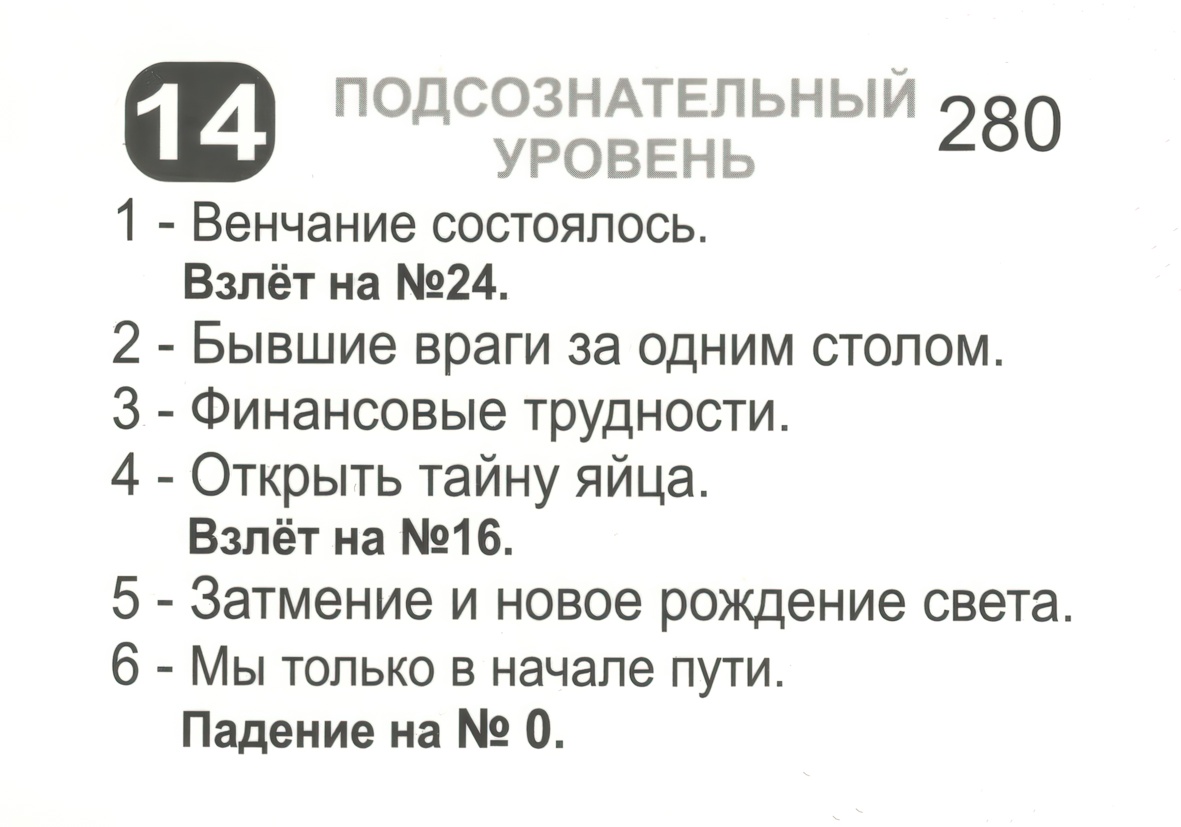 14
ПОДСОЗНАТЕЛЬНЫЙ
УРОВЕНЬ
280
1 - Венчание состоялось.
Взлёт на №24.
2 - Бывшие враги за одним столом.
3 - Финансовые трудности.
4 - Открыть тайну яйца.
Взлёт на №16.
5 - Затмение и новое рождение света.
6 - Мы только в начале пути.
Падение на № 0.